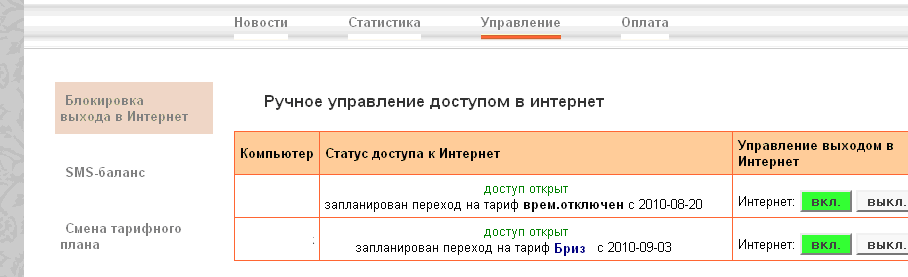 Новости Статистика Управление Оплата
Блокировка
выхода в Интернет
SMS-баланс
Смена тарифного
плана
Ручное управление доступом в интернет
Компьютер Статус доступа к Интернет Управление выходом в
Интернет
доступ открыт
запланирован переход на тариф врем.отключен с 2010-08-20
Интернет: вкл. выкл.
доступ открыт
: запланирован переход на тариф Бриз с 2010-09-03
Интернет: вкл. выкл.